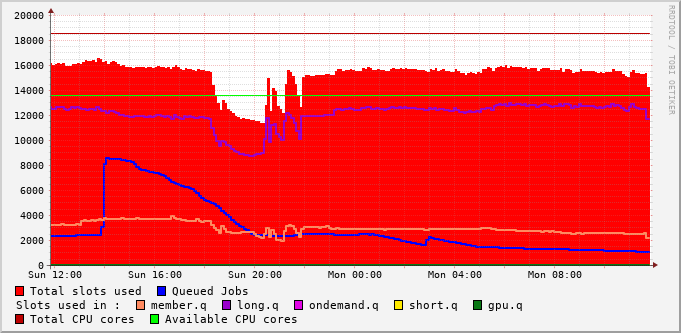 20000
18000
16000
14000
12000
10000
8000
6000
4000
2000
0
Sun 12:00 Sun 16:00 Sun 20:00 Mon 00:00 Mon 04:00 Mon 08:00
Total slots used Queued Jobs
Slots used in : member.q long.q ondemand.q short.q gpu.q
Total CPU cores Available CPU cores
RRDTOOL / TOBI OETIKER